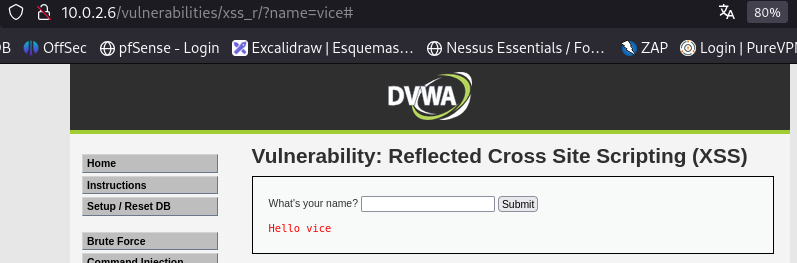 10.0.2.6/vulnerabilities/xss_r/?name=vice# 80%
OffSec pfSense - Login Excalidraw | Esquemas… Nessus Essentials / Fo… ZAP Login | PureVP
DVWA
Home
Instructions
Setup / Reset DB
Brute Force
Command Injection
Vulnerability: Reflected Cross Site Scripting (XSS)
What's your name? Submit
Hello vice